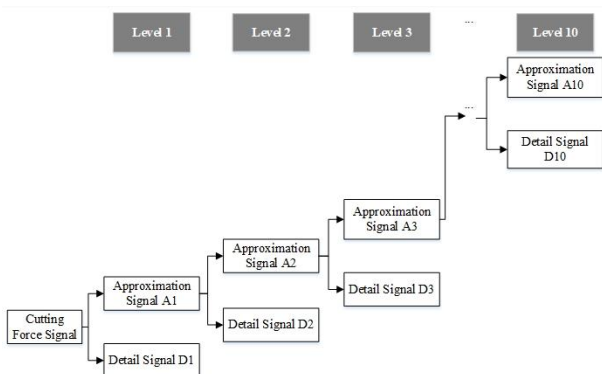 Level 1
Level 2
Level 3
...
Level 10
Approximation
Signal A10
...
Detail Signal
D10
Approximation
Signal A3
Approximation
Signal A2
Approximation
Signal A1
Detail Signal D3
Cutting
Force Signal
Detail Signal D2
Detail Signal D1